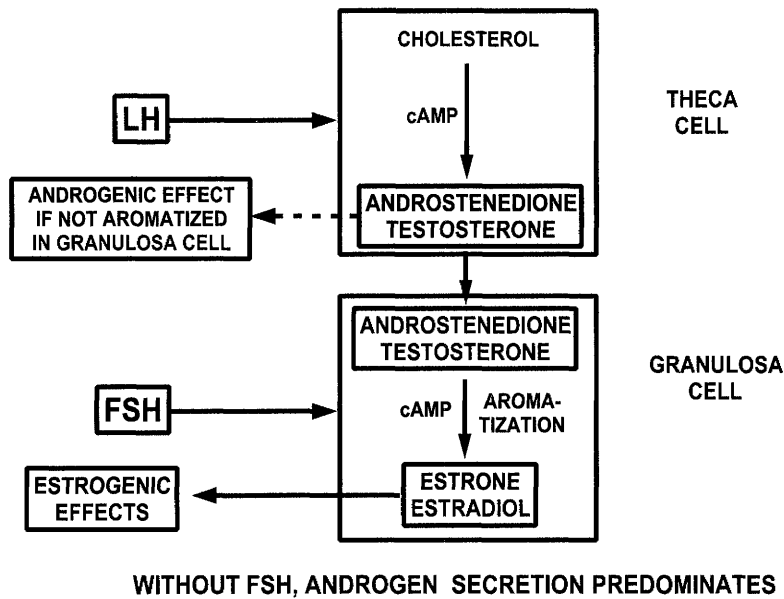 CHOLESTEROL
THECA
CELL
LH
cAMP
ANDROGENIC EFFECT
IF NOT AROMATIZED
IN GRANULOSA CELL
ANDROSTENEDIONE
TESTOSTERONE
ANDROSTENEDIONE
TESTOSTERONE
GRANULOSA
CELL
FSH
cAMP
AROMA-
TIZATION
ESTROGENIC
EFFECTS
ESTRONE
ESTRADIOL
WITHOUT FSH, ANDROGEN SECRETION PREDOMINATES